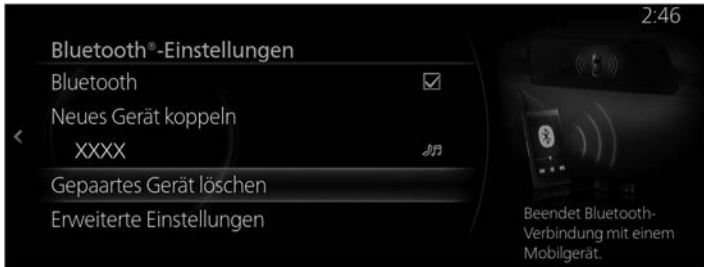 2:46
Bluetooth®-Einstellungen
Bluetooth
Neues Gerät koppeln
XXXX
Gepaartes Gerät löschen
Erweiterte Einstellungen
Beendet Bluetooth-
Verbindung mit einem
Mobilgerät.